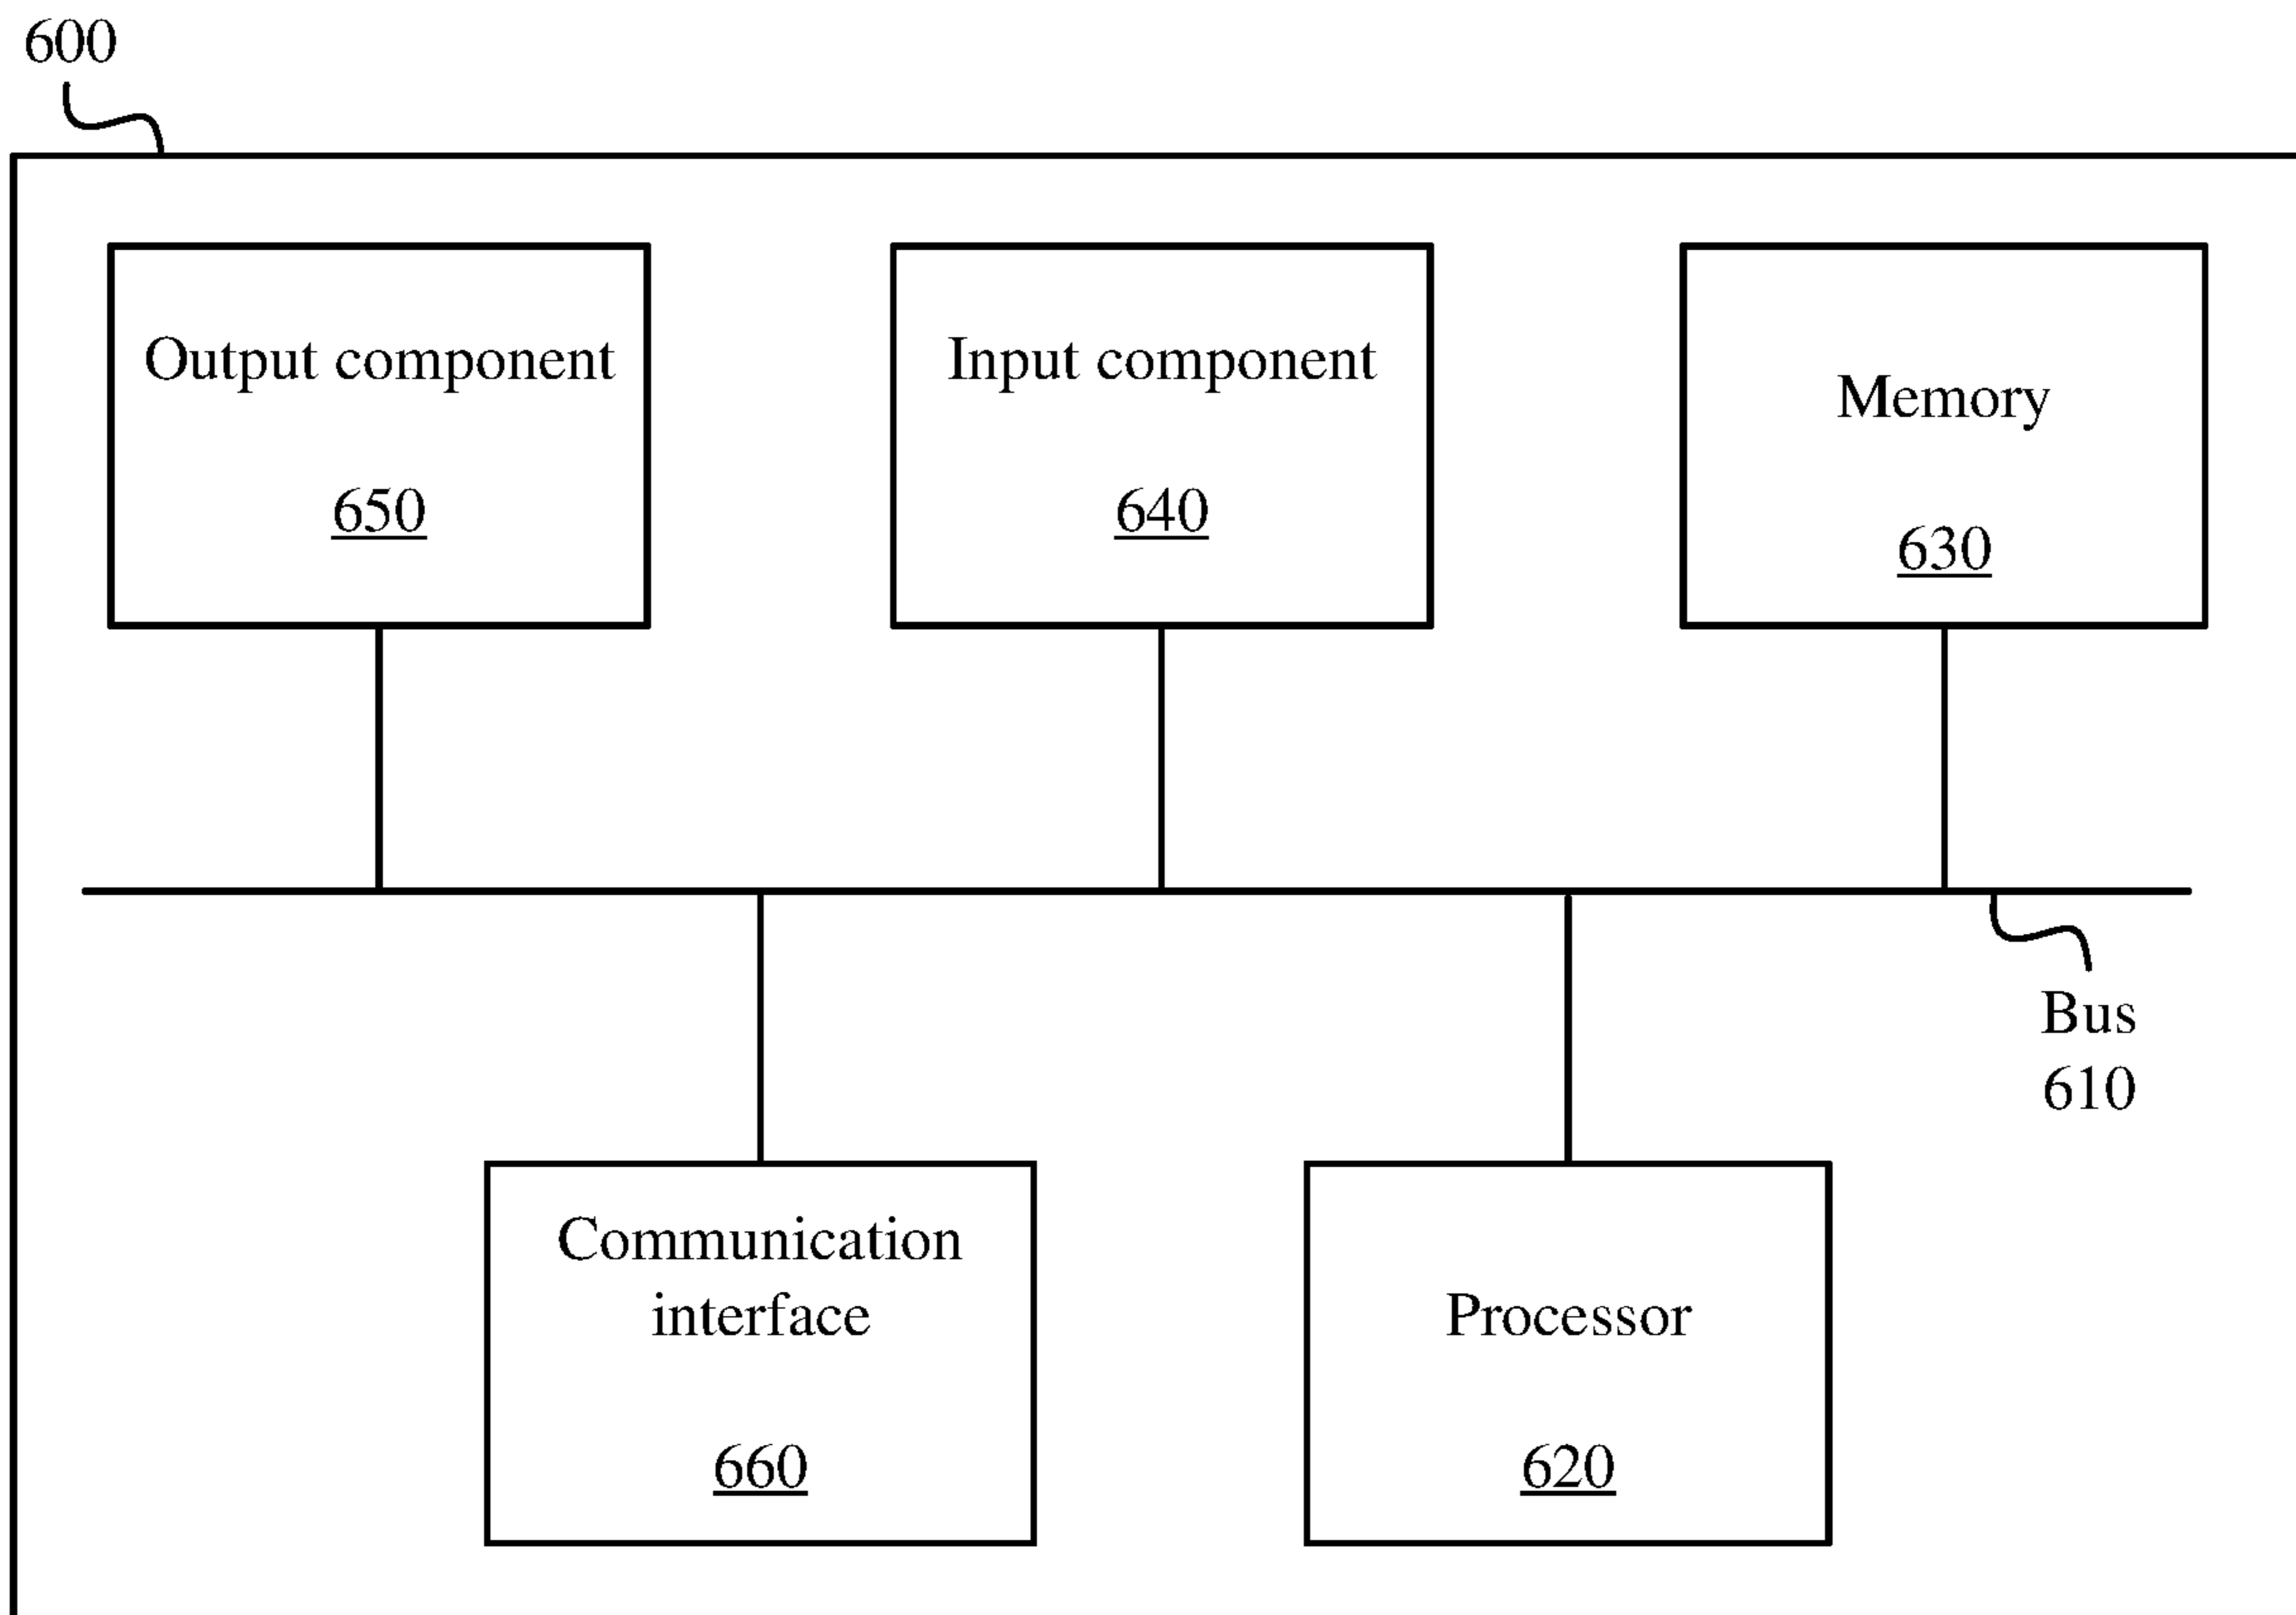 600
Output component
650
Input component
640
Memory
630
Bus
610
Communication
interface
660
Processor
620